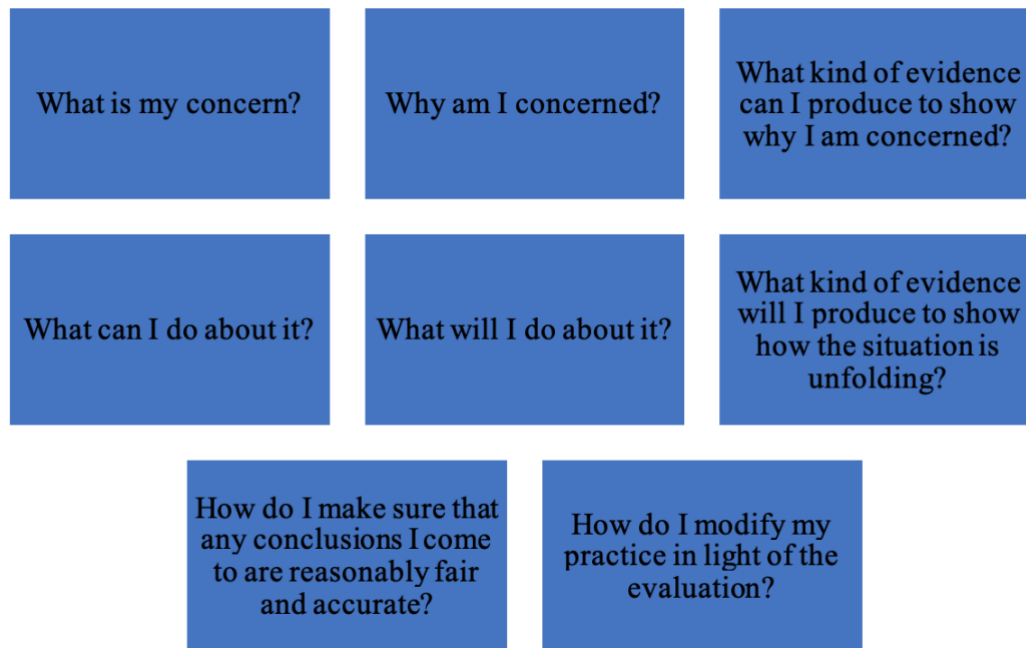 What is my concern?
Why am I concerned?
What kind of evidence
can I produce to show
why I am concerned?
What can I do about it?
What will I do about it?
What kind of evidence
will I produce to show
how the situation is
unfolding?
How do I make sure that
any conclusions I come
to are reasonably fair
and accurate?
How do I modify my
practice in light of the
evaluation?